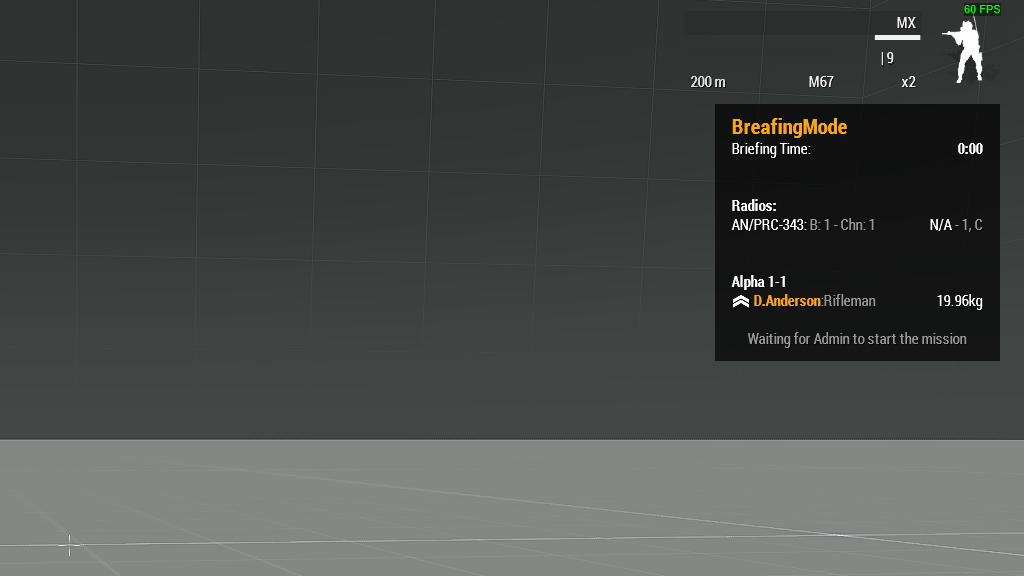 60 FPS
MX
| 9
200 m M67 x2
BreafingMode
Briefing Time: 0:00
Radios:
AN/PRC-343: B: 1 - Chn: 1 N/A - 1, C
Alpha 1-1
D.Anderson:Rifleman 19.96kg
Waiting for Admin to start the mission